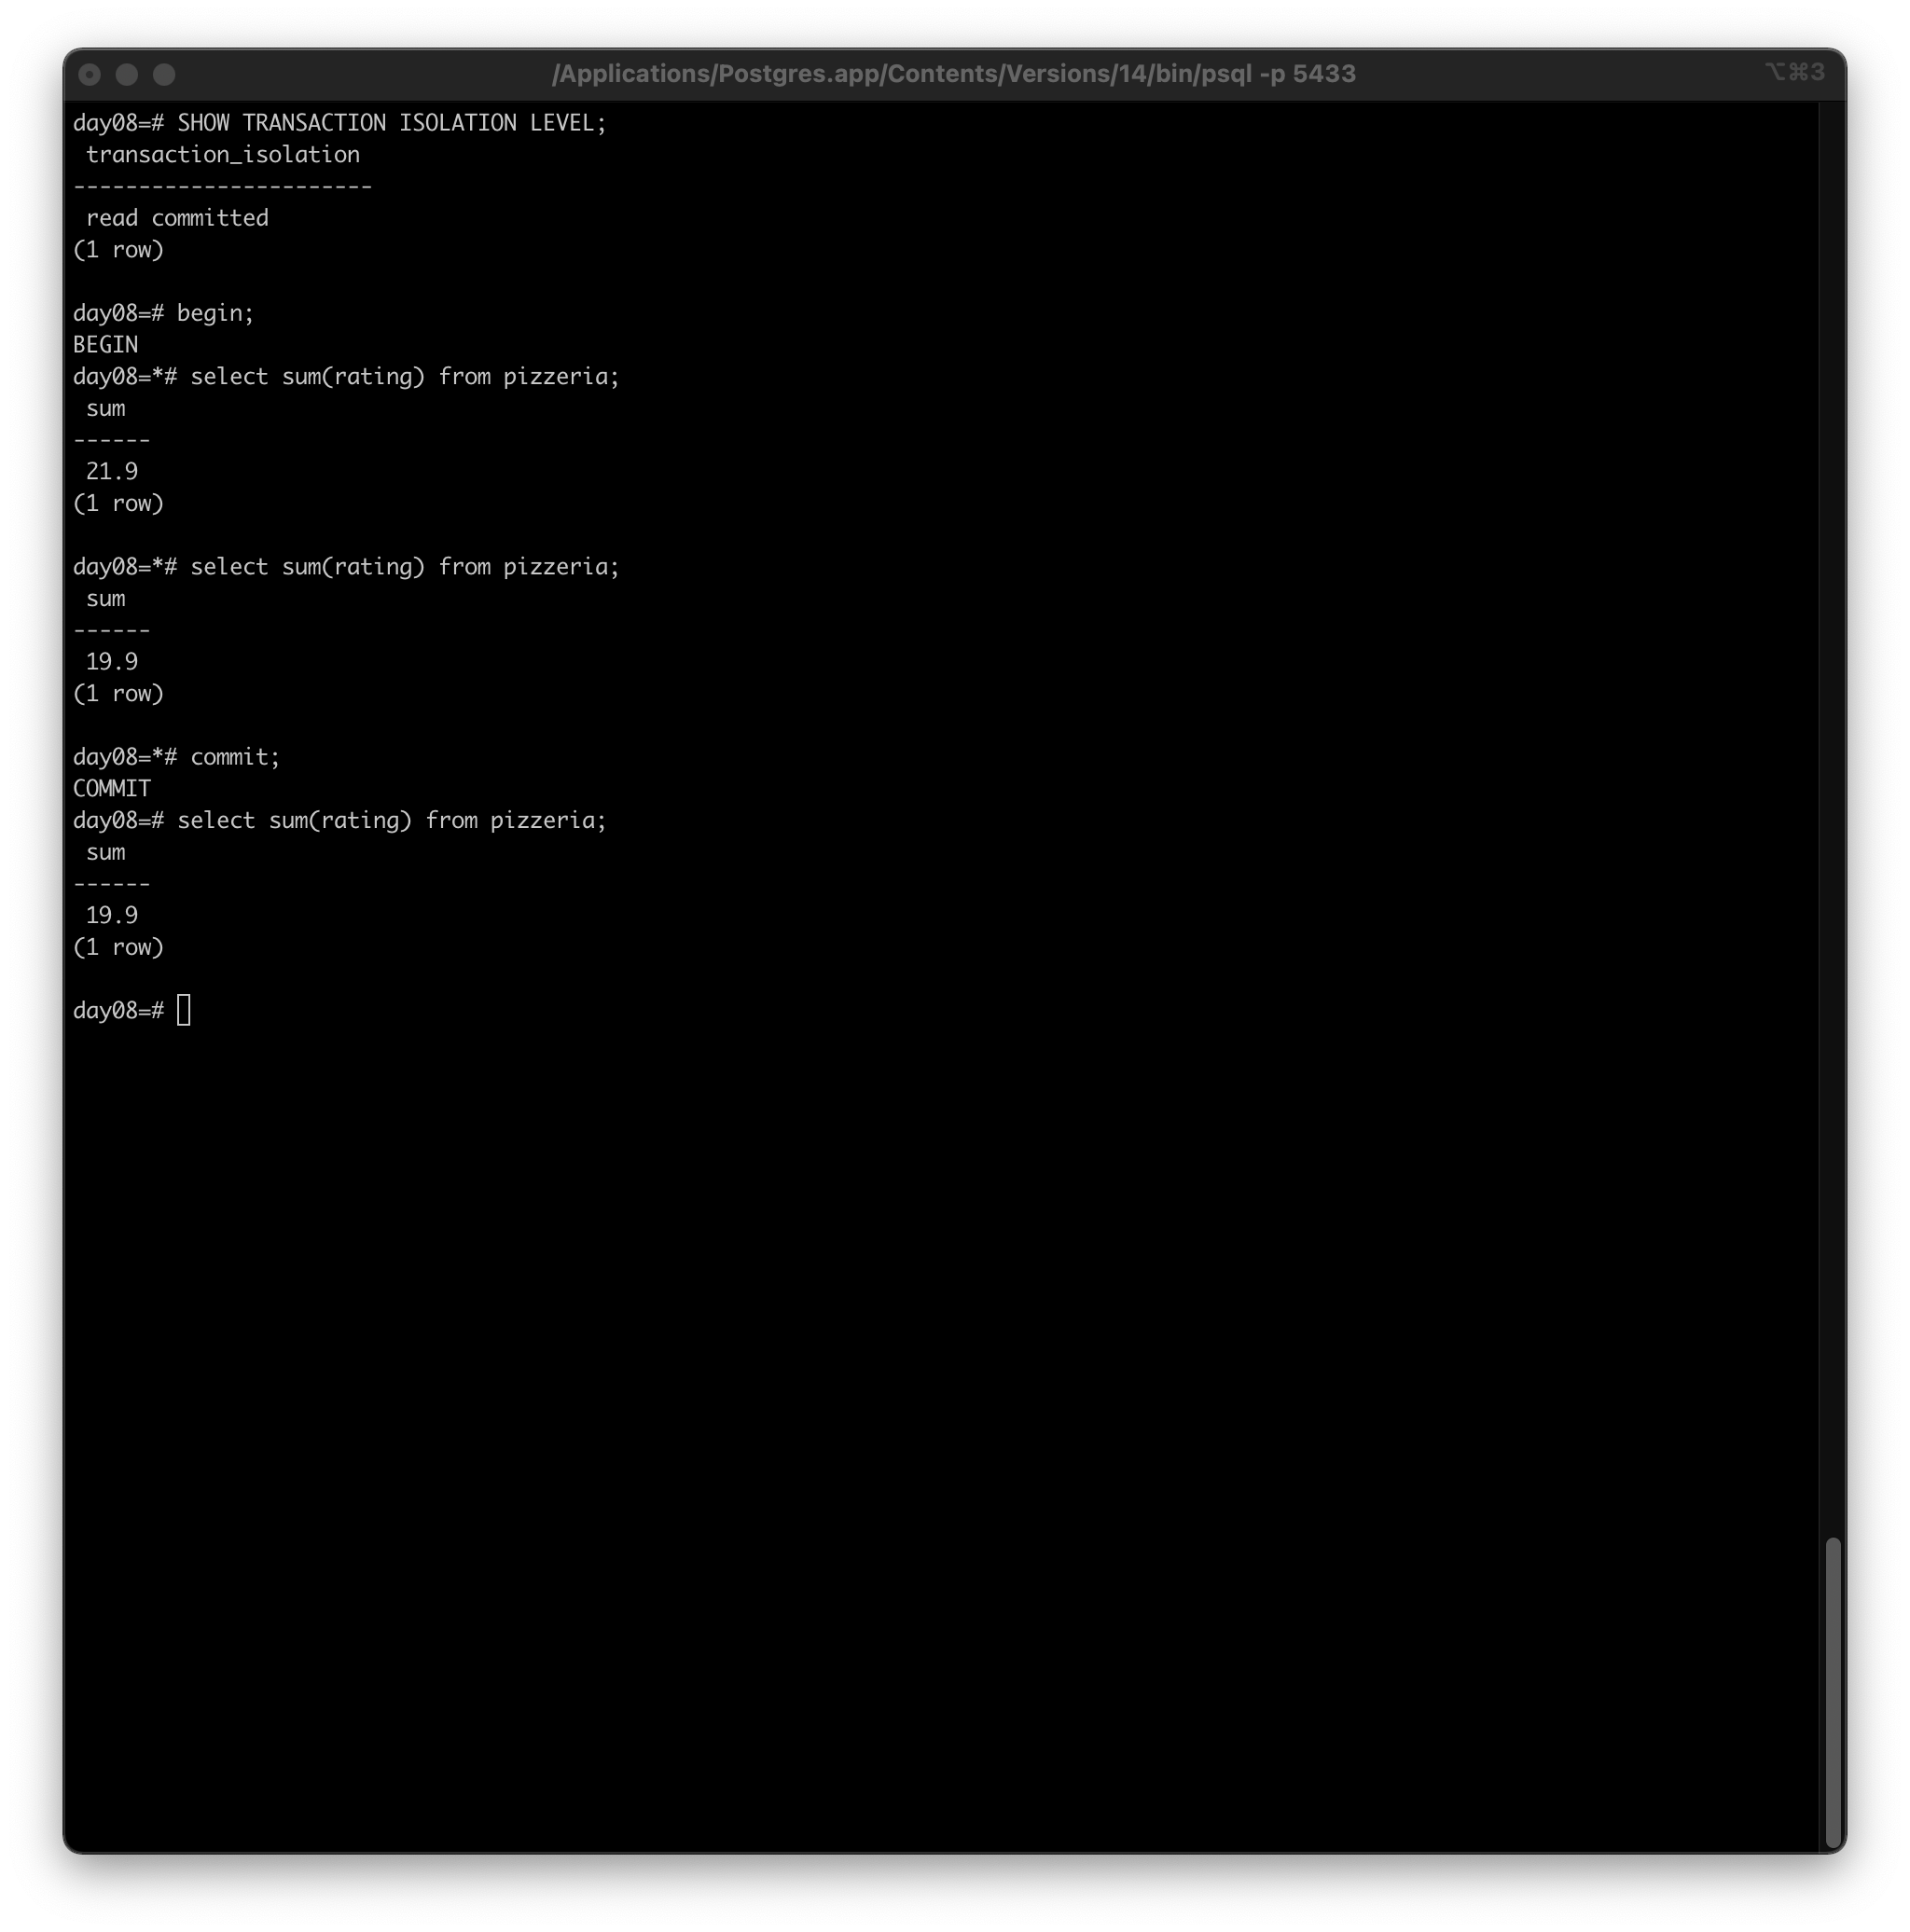 /Applications/Postgres.app/Contents/Versions/14/bin/psql -p 5433 ⌥⌘3
day08=# SHOW TRANSACTION ISOLATION LEVEL;
 transaction_isolation
-----------------------
 read committed
(1 row)

day08=# begin;
BEGIN
day08=*# select sum(rating) from pizzeria;
 sum
------
 21.9
(1 row)

day08=*# select sum(rating) from pizzeria;
 sum
------
 19.9
(1 row)

day08=*# commit;
COMMIT
day08=# select sum(rating) from pizzeria;
 sum
------
 19.9
(1 row)

day08=#